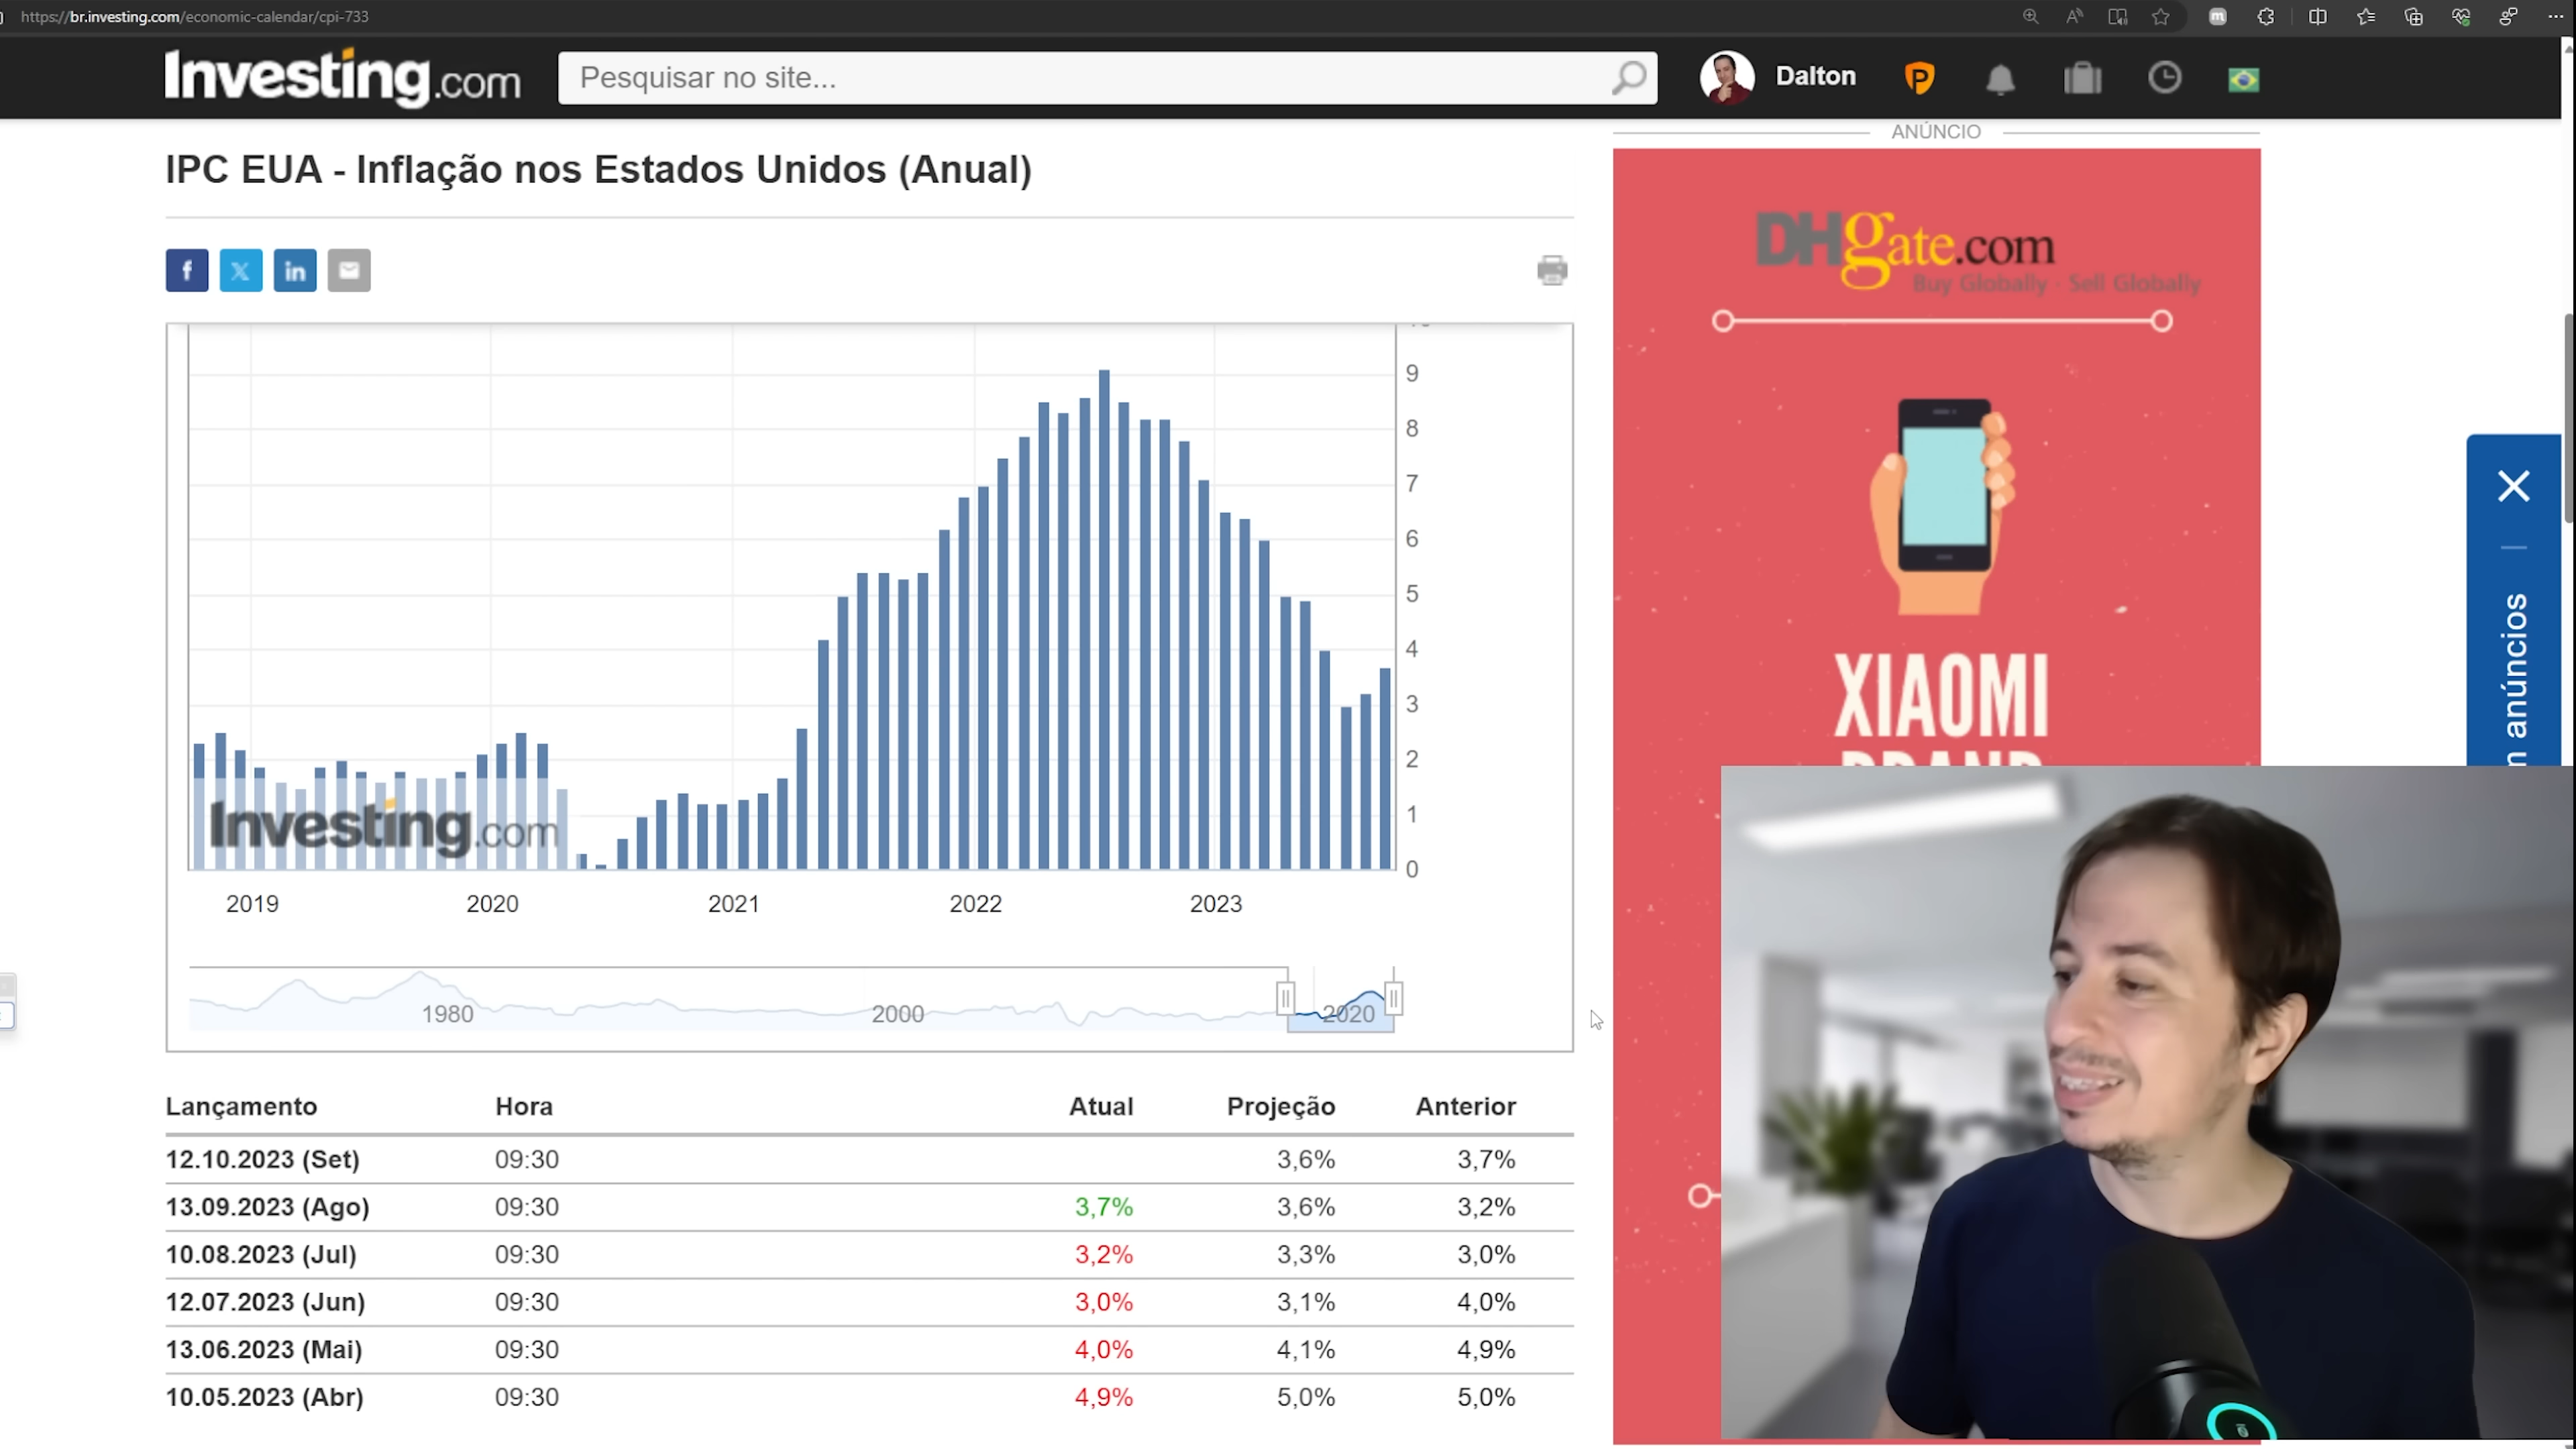 https://br.investing.com/economic-calendar/cpi-733
Investing.com
Pesquisar no site...
Dalton
ANÚNCIO
IPC EUA - Inflação nos Estados Unidos (Anual)
DHgate.com
Buy Globally · Sell Globally
XIAOMI
BRAND
anúncios
9
8
7
6
5
4
3
2
1
0
Investing.com
2019 2020 2021 2022 2023
1980 2000 2020
Lançamento Hora Atual Projeção Anterior
12.10.2023 (Set) 09:30 3,6% 3,7%
13.09.2023 (Ago) 09:30 3,7% 3,6% 3,2%
10.08.2023 (Jul) 09:30 3,2% 3,3% 3,0%
12.07.2023 (Jun) 09:30 3,0% 3,1% 4,0%
13.06.2023 (Mai) 09:30 4,0% 4,1% 4,9%
10.05.2023 (Abr) 09:30 4,9% 5,0% 5,0%